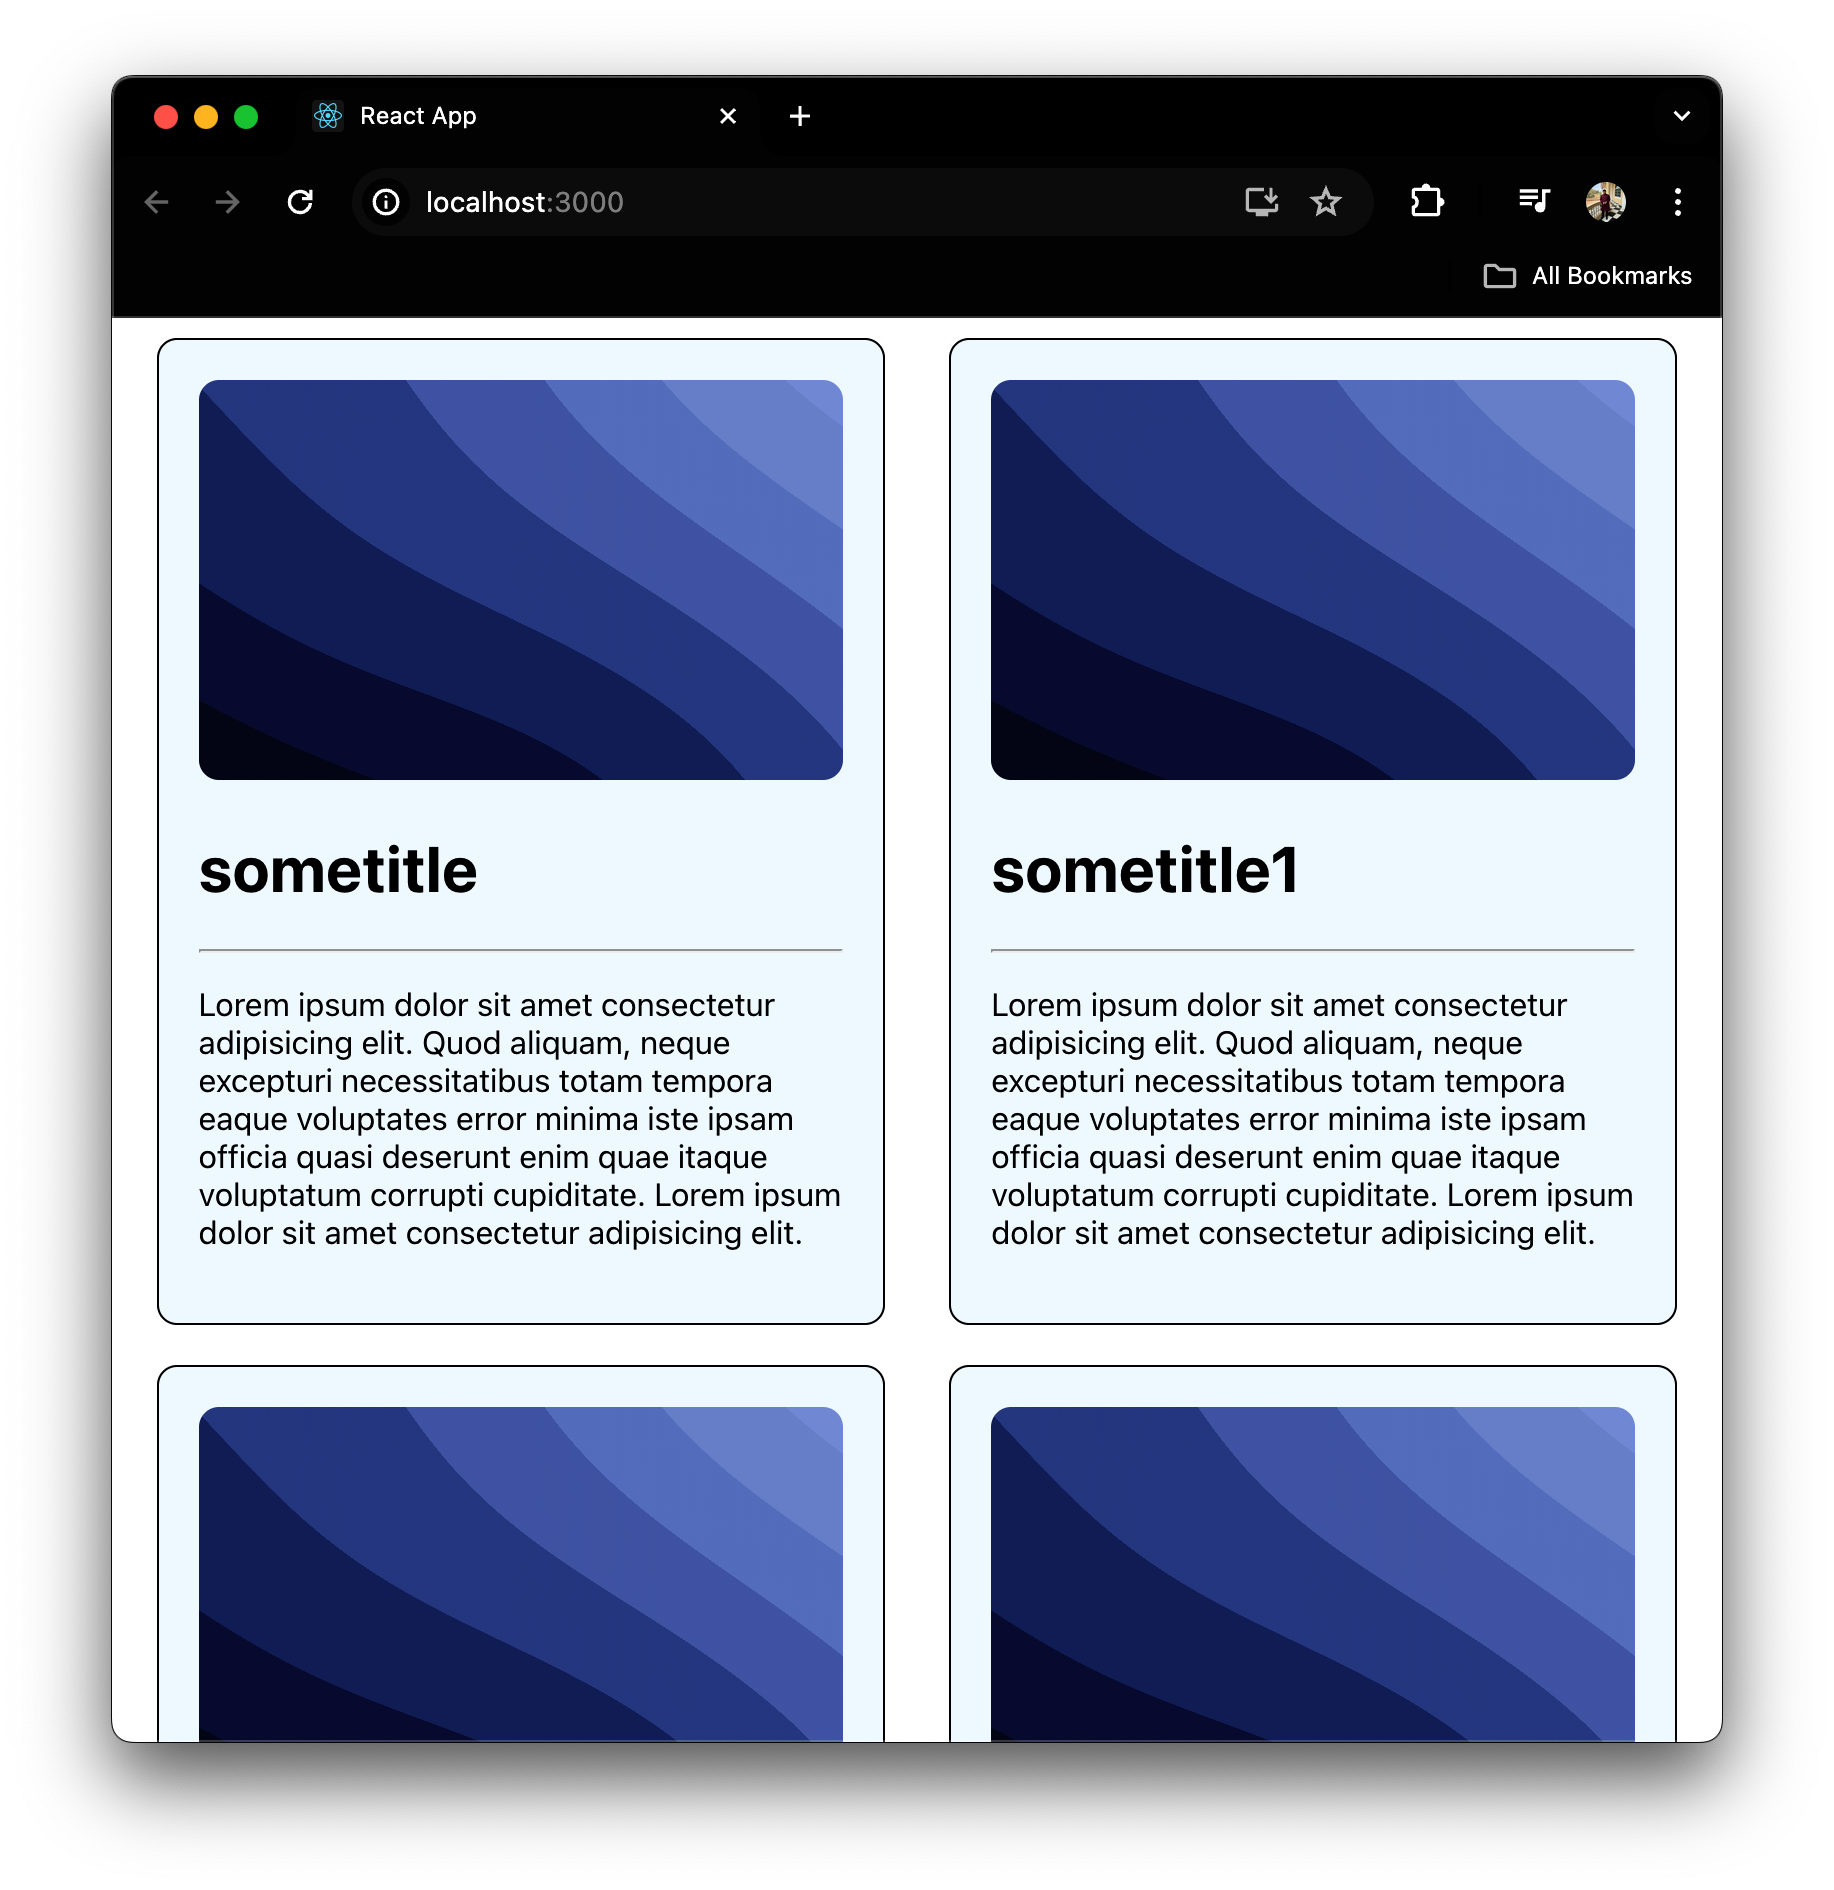 React App
localhost:3000
All Bookmarks
sometitle
Lorem ipsum dolor sit amet consectetur
adipisicing elit. Quod aliquam, neque
excepturi necessitatibus totam tempora
eaque voluptates error minima iste ipsam
officia quasi deserunt enim quae itaque
voluptatum corrupti cupiditate. Lorem ipsum
dolor sit amet consectetur adipisicing elit.
sometitle1
Lorem ipsum dolor sit amet consectetur
adipisicing elit. Quod aliquam, neque
excepturi necessitatibus totam tempora
eaque voluptates error minima iste ipsam
officia quasi deserunt enim quae itaque
voluptatum corrupti cupiditate. Lorem ipsum
dolor sit amet consectetur adipisicing elit.